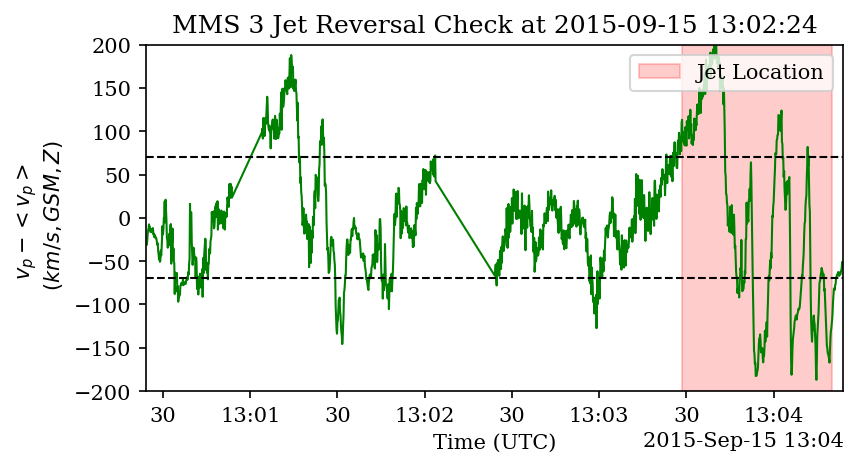 MMS 3 Jet Reversal Check at 2015-09-15 13:02:24
200
150
100
50
0
−50
−100
−150
−200
v_p − < v_p >
(km/s, GSM, Z)
Jet Location
30 13:01 30 13:02 30 13:03 30 13:04
Time (UTC)
2015-Sep-15 13:04